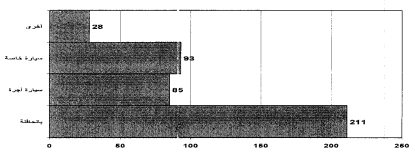 أخرى 28
سيارة خاصة 93
سيارة أجرة 85
بالحافلة 211
0 50 100 150 200 250